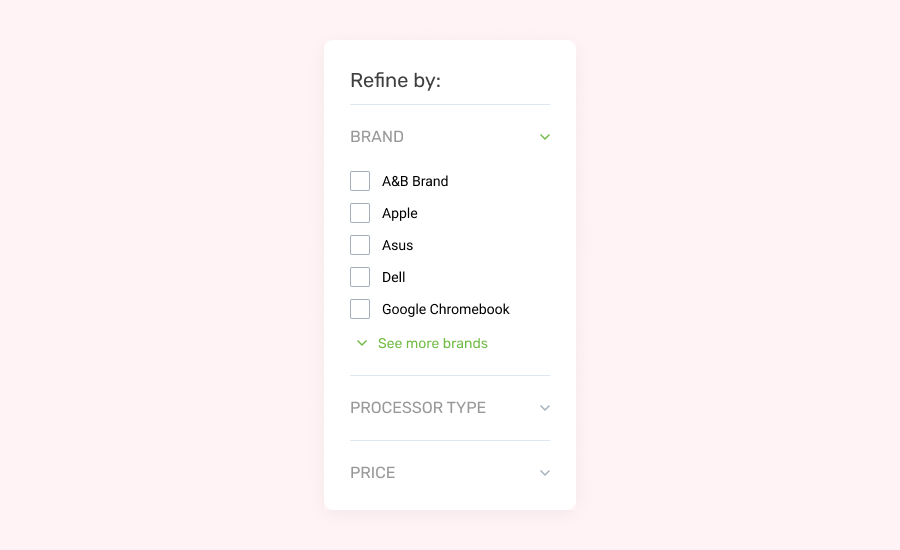 Refine by:
BRAND
A&B Brand
Apple
Asus
Dell
Google Chromebook
See more brands
PROCESSOR TYPE
PRICE